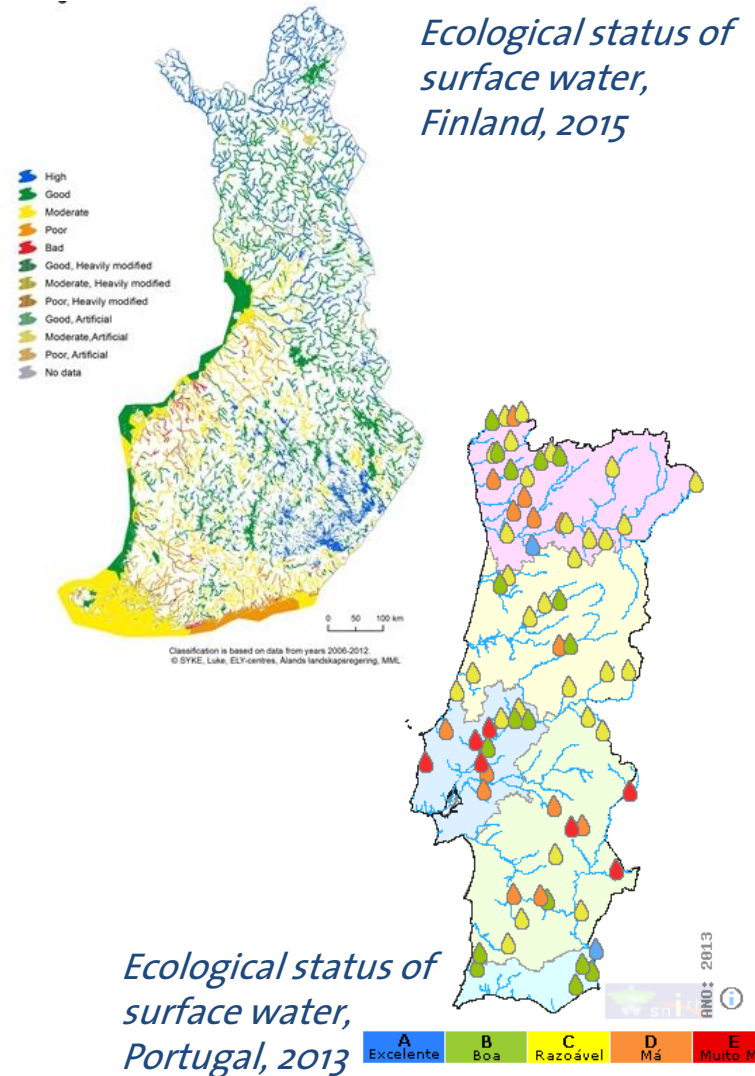 Ecological status of
surface water,
Finland, 2015
High
Good
Moderate
Poor
Bad
Good, Heavily modified
Moderate, Heavily modified
Poor, Heavily modified
Good, Artificial
Moderate,Artificial
Poor, Artificial
No data
0 50 100 km
Classification is based on data from years 2006-2012.
© SYKE, Luke, ELY-centres, Ålands landskapsregering, MML
ANO: 2013
Ecological status of
surface water,
Portugal, 2013
A B C D E
Excelente Boa Razoável Má Muito M